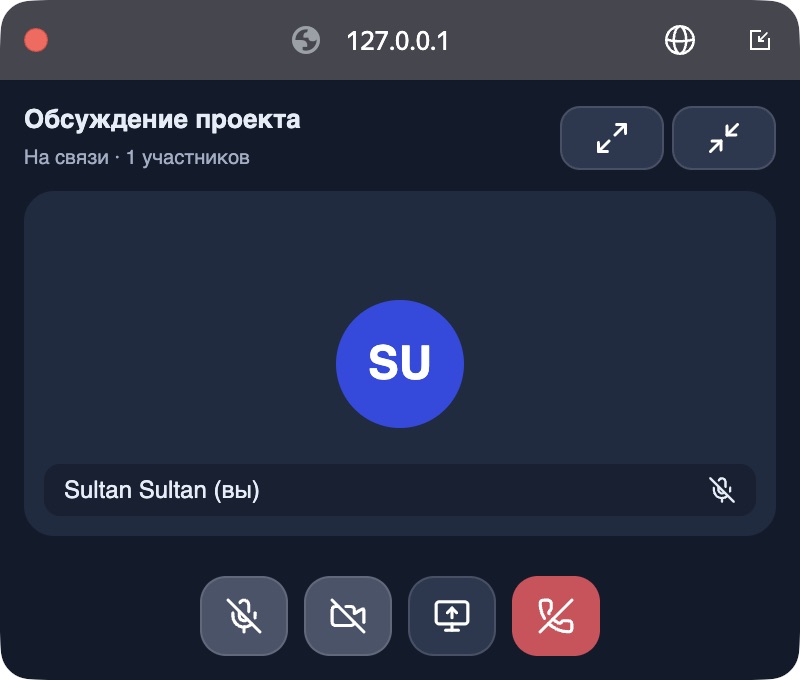 127.0.0.1
Обсуждение проекта
На связи · 1 участников
SU
Sultan Sultan (вы)